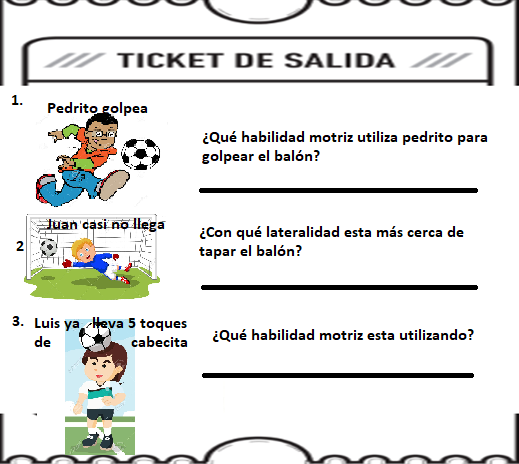 TICKET DE SALIDA
1.
Pedrito golpea
¿Qué habilidad motriz utiliza pedrito para
golpear el balón?
Juan casi no llega
2
¿Con qué lateralidad esta más cerca de
tapar el balón?
3. Luis ya lleva 5 toques
de cabecita
¿Qué habilidad motriz esta utilizando?